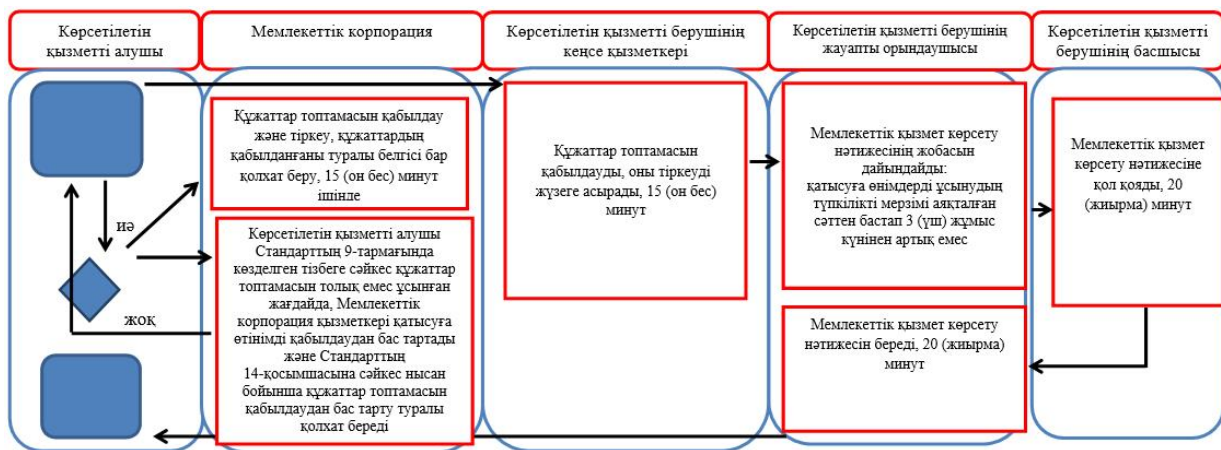 Көрсетілетін
қызметті алушы
Мемлекеттік корпорация
Көрсетілетін қызметті берушінің
кеңсе қызметкері
Көрсетілетін қызметті берушінің
жауапты орындаушысы
Көрсетілетін қызметті
берушінің басшысы
Құжаттар топтамасын қабылдау
және тіркеу, құжаттардың
қабылданғаны туралы белгісі бар
қолхат беру, 15 (он бес) минут
ішінде
иә
Көрсетілетін қызметті алушы
Стандарттың 9-тармағында
көзделген тізбеге сәйкес құжаттар
топтамасын толық емес ұсынған
жағдайда, Мемлекеттік
корпорация қызметкері қатысуға
өтінімді қабылдаудан бас тартады
және Стандарттың
14-қосымшасына сәйкес нысан
бойынша құжаттар топтамасын
қабылдаудан бас тарту туралы
қолхат береді
жоқ
Құжаттар топтамасын
қабылдауды, оны тіркеуді
жүзеге асырады, 15 (он бес)
минут
Мемлекеттік қызмет көрсету
нәтижесінің жобасын
дайындайды:
қатысуға өнімдерді ұсынудың
түпкілікті мерзімі аяқталған
сәттен бастап 3 (үш) жұмыс
күнінен артық емес
Мемлекеттік қызмет көрсету
нәтижесін береді, 20 (жиырма)
минут
Мемлекеттік қызмет
көрсету нәтижесіне
қол қояды, 20
(жиырма) минут